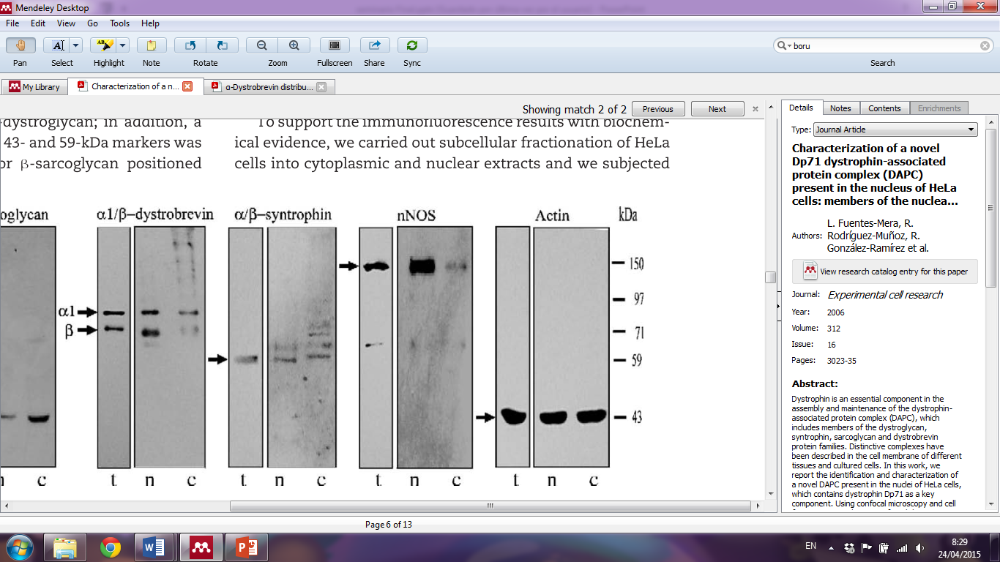 Mendeley Desktop
File Edit View Go Tools Help
Pan Select Highlight Note Rotate Zoom Fullscreen Share Sync
boru
Search
My Library
Characterization of a n...
α-Dystrobrevin distribu...
Showing match 2 of 2 Previous Next
-dystroglycan; in addition, a
43- and 59-kDa markers was
or β-sarcoglycan positioned
To support the immunofluorescence results with biochem-
ical evidence, we carried out subcellular fractionation of HeLa
cells into cytoplasmic and nuclear extracts and we subjected
oglycan α1/β–dystrobrevin α/β–syntrophin nNOS Actin kDa
150
97
α1
β
71
59
43
c t n c t n c t n c t n c
Page 6 of 13
Details Notes Contents Enrichments
Type: Journal Article
Characterization of a novel
Dp71 dystrophin-associated
protein complex (DAPC)
present in the nucleus of HeLa
cells: members of the nuclea...
Authors: L. Fuentes-Mera, R.
Rodríguez-Muñoz, R.
González-Ramírez et al.
View research catalog entry for this paper
Journal: Experimental cell research
Year: 2006
Volume: 312
Issue: 16
Pages: 3023-35
Abstract:
Dystrophin is an essential component in the
assembly and maintenance of the dystrophin-
associated protein complex (DAPC), which
includes members of the dystroglycan,
syntrophin, sarcoglycan and dystrobrevin
protein families. Distinctive complexes have
been described in the cell membrane of different
tissues and cultured cells. In this work, we
report the identification and characterization of
a novel DAPC present in the nuclei of HeLa cells,
which contains dystrophin Dp71 as a key
component. Using confocal microscopy and cell
EN
8:29
24/04/2015